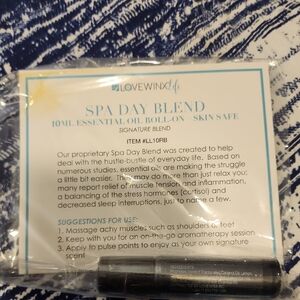 LOVEWINX life
SPA DAY BLEND
10ML ESSENTIAL OIL ROLL-ON - SKIN SAFE
SIGNATURE BLEND
ITEM #LL10RB
Our proprietary Spa Day Blend was created to help
deal with the hustle-bustle of everyday life. Based on
numerous studies, essential oils are making the struggle
a little bit easier. They may do more than just relax you;
many report relief of muscle tension and inflammation,
a balancing of the stress hormones (cortisol) and
decreased sleep interruptions, just to name a few.
SUGGESTIONS FOR USE:
1. Massage achy muscles such as shoulders or feet
2. Keep with you for an on-the-go aromatherapy session
3. Apply to pulse points to enjoy as your own signature
scent